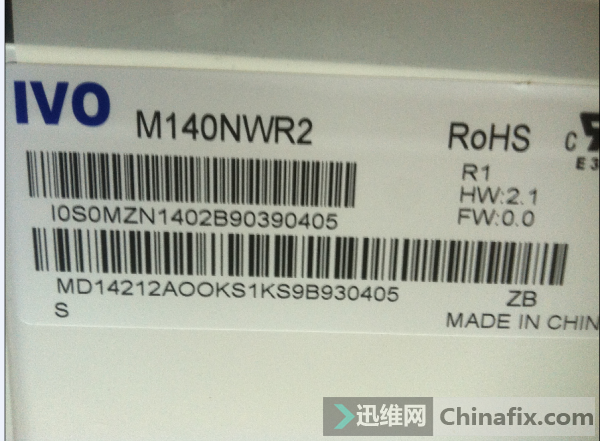 IVO
M140NWR2
RoHS
R1
HW:2.1
FW:0.0
I0S0MZN1402B90390405
MD14212AOOKS1KS9B930405
ZB
S
MADE IN CHIN
迅维网 Chinafix.com